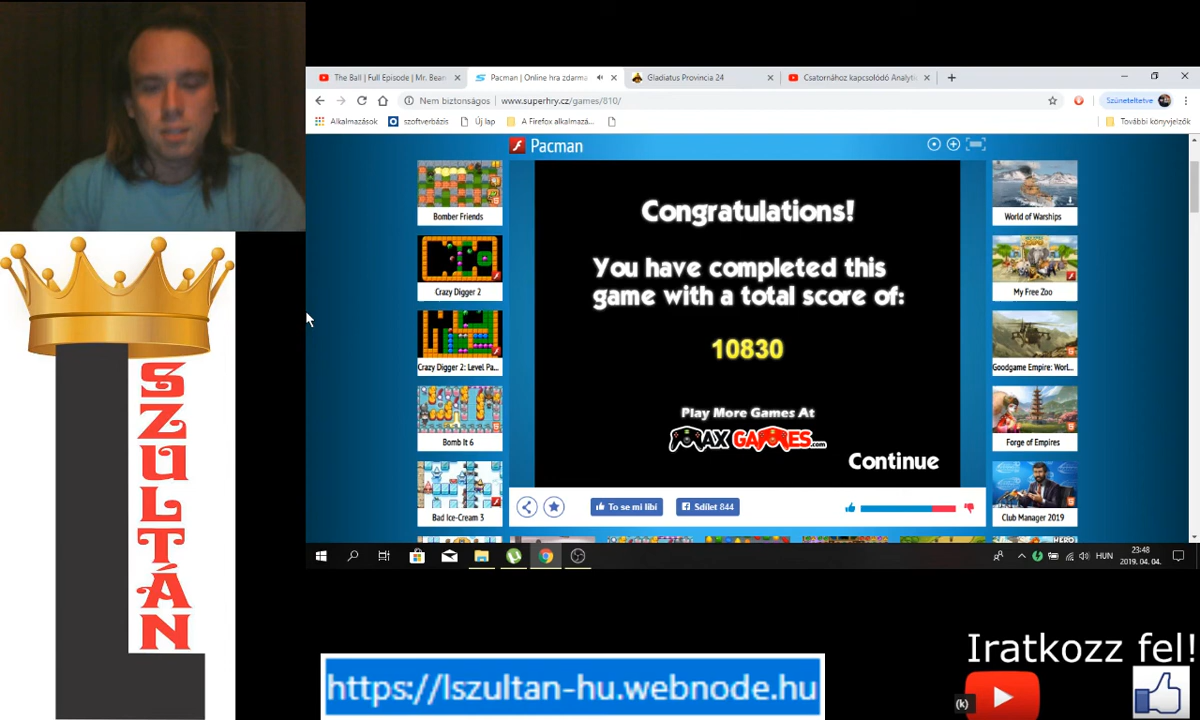 The Ball | Full Episode | Mr. Bean
Pacman | Online hra zdarma
Gladiatus Provincia 24
Csatornához kapcsolódó Analyti
Nem biztonságos
www.superhry.cz/games/810/
Szüneteltetve
Alkalmazások
szoftverbázis
Új lap
A Firefox alkalmazá...
További könyvjelzők
Pacman
Bomber Friends
Crazy Digger 2
Crazy Digger 2: Level Pa...
Bomb It 6
Bad Ice-Cream 3
Congratulations!
You have completed this
game with a total score of:
10830
Play More Games At
MAX GAMES.com
Continue
World of Warships
My Free Zoo
Goodgame Empire: Worl...
Forge of Empires
Club Manager 2019
To se mi líbí
Sdílet 844
HUN
23:48
2019. 04. 04.
L
SZULTÁN
https://lszultan-hu.webnode.hu
Iratkozz fel!
(k)